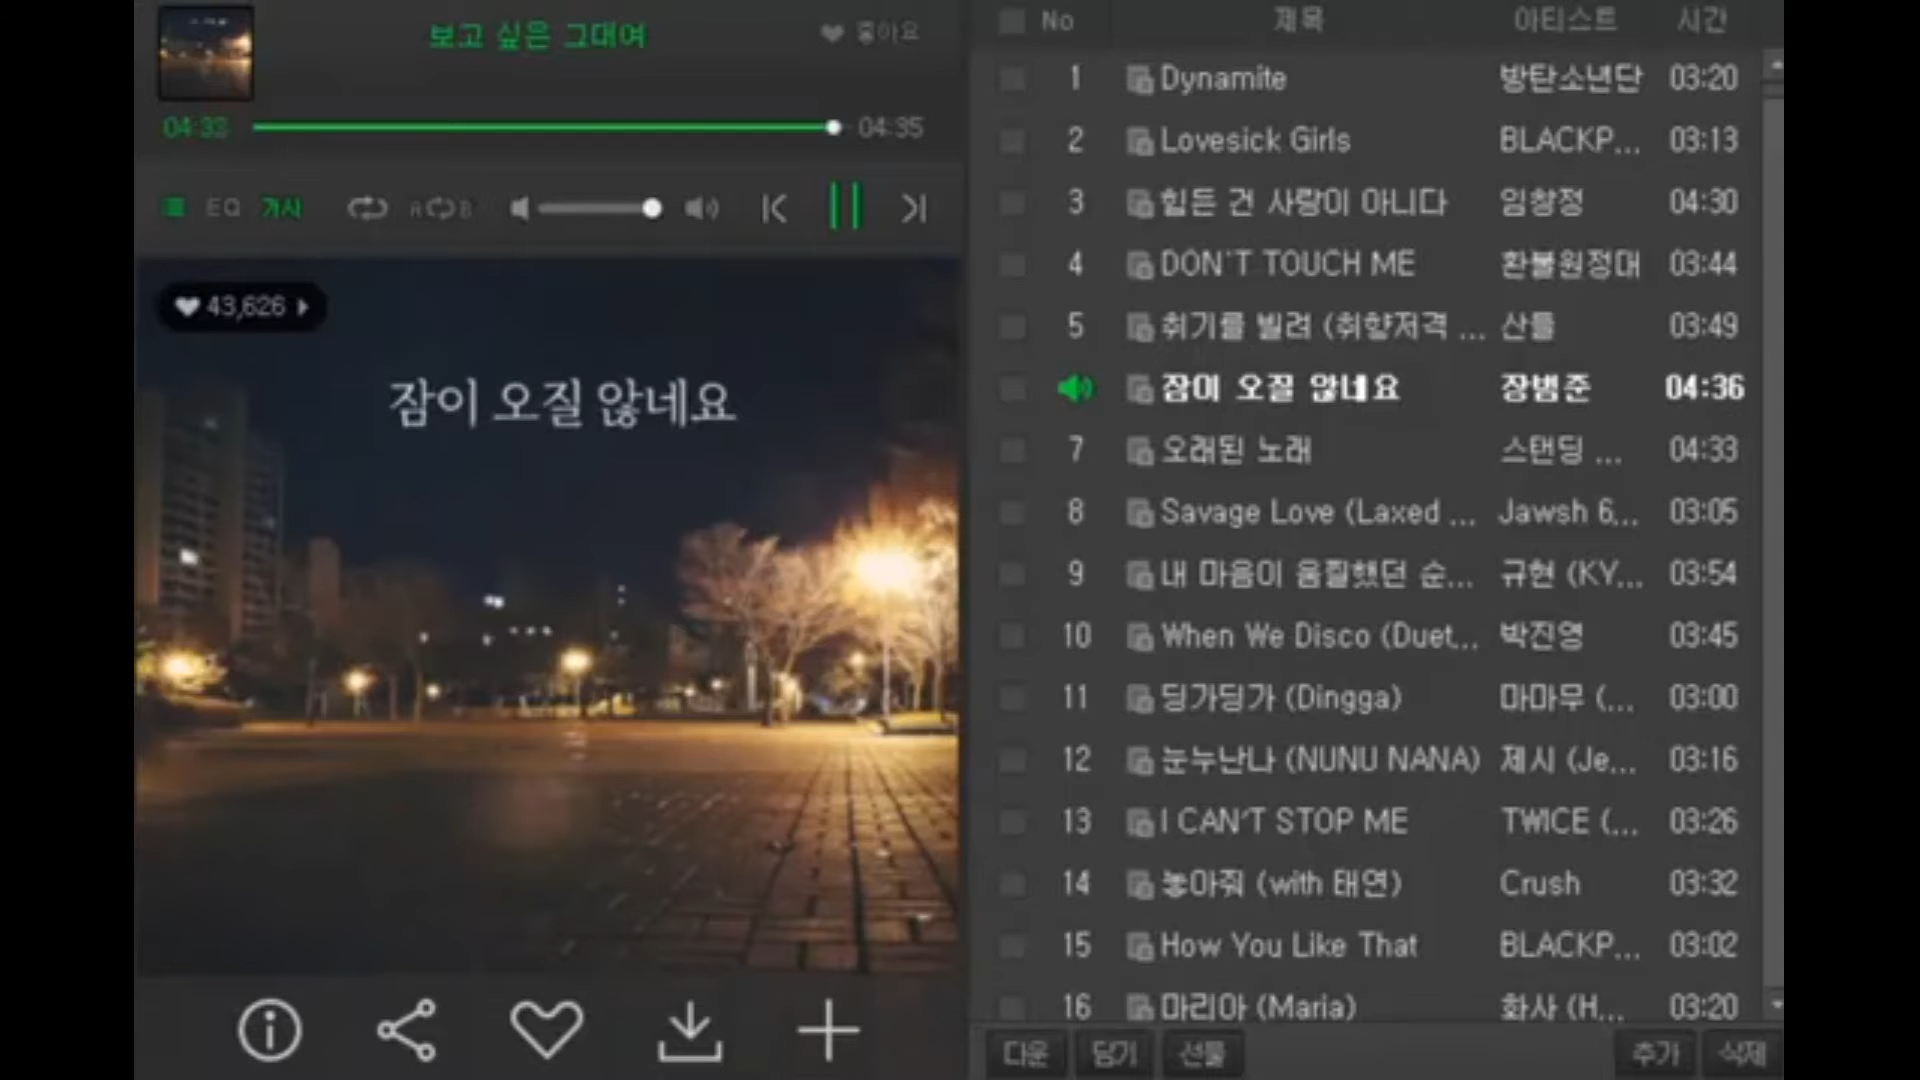 보고 싶은 그대여
좋아요
04:33
04:35
EQ 가사
A B
43,626
잠이 오질 않네요
No 제목 아티스트 시간
1 Dynamite 방탄소년단 03:20
2 Lovesick Girls BLACKP... 03:13
3 힘든 건 사랑이 아니다 임창정 04:30
4 DON'T TOUCH ME 환불원정대 03:44
5 취기를 빌려 (취향저격 ... 산들 03:49
잠이 오질 않네요 장범준 04:36
7 오래된 노래 스탠딩 ... 04:33
8 Savage Love (Laxed ... Jawsh 6... 03:05
9 내 마음이 움찔했던 순... 규현 (KY... 03:54
10 When We Disco (Duet... 박진영 03:45
11 딩가딩가 (Dingga) 마마무 (... 03:00
12 눈누난나 (NUNU NANA) 제시 (Je... 03:16
13 I CAN'T STOP ME TWICE (... 03:26
14 놓아줘 (with 태연) Crush 03:32
15 How You Like That BLACKP... 03:02
16 마리아 (Maria) 화사 (H... 03:20
다운 담기 선물 추가 삭제